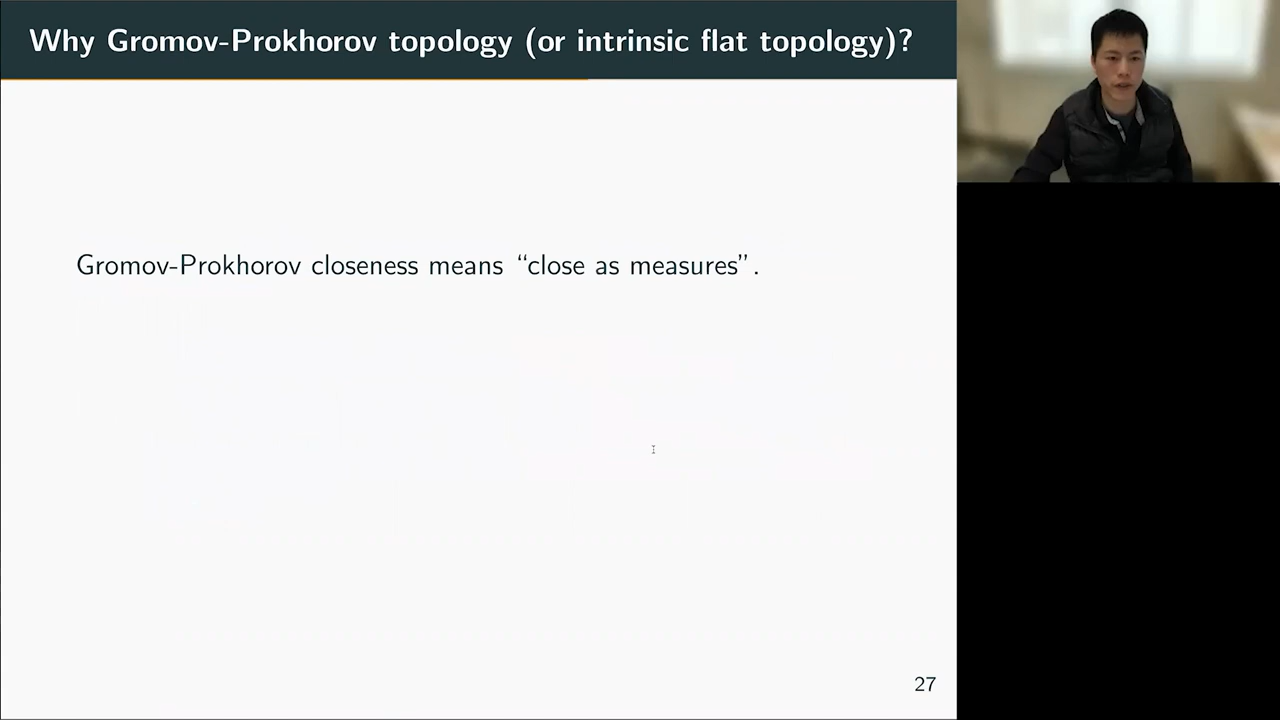 Why Gromov-Prokhorov topology (or intrinsic flat topology)?
Gromov-Prokhorov closeness means “close as measures”.
27